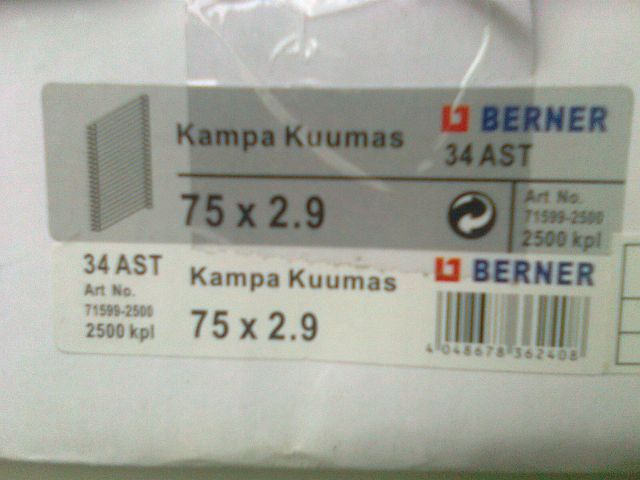 BERNER
Kampa Kuumas
34 AST
75 x 2.9
Art No.
71599-2500
2500 kpl
34 AST
Art No.
71599-2500
2500 kpl
Kampa Kuumas
75 x 2.9
BERNER
4 048678 362408